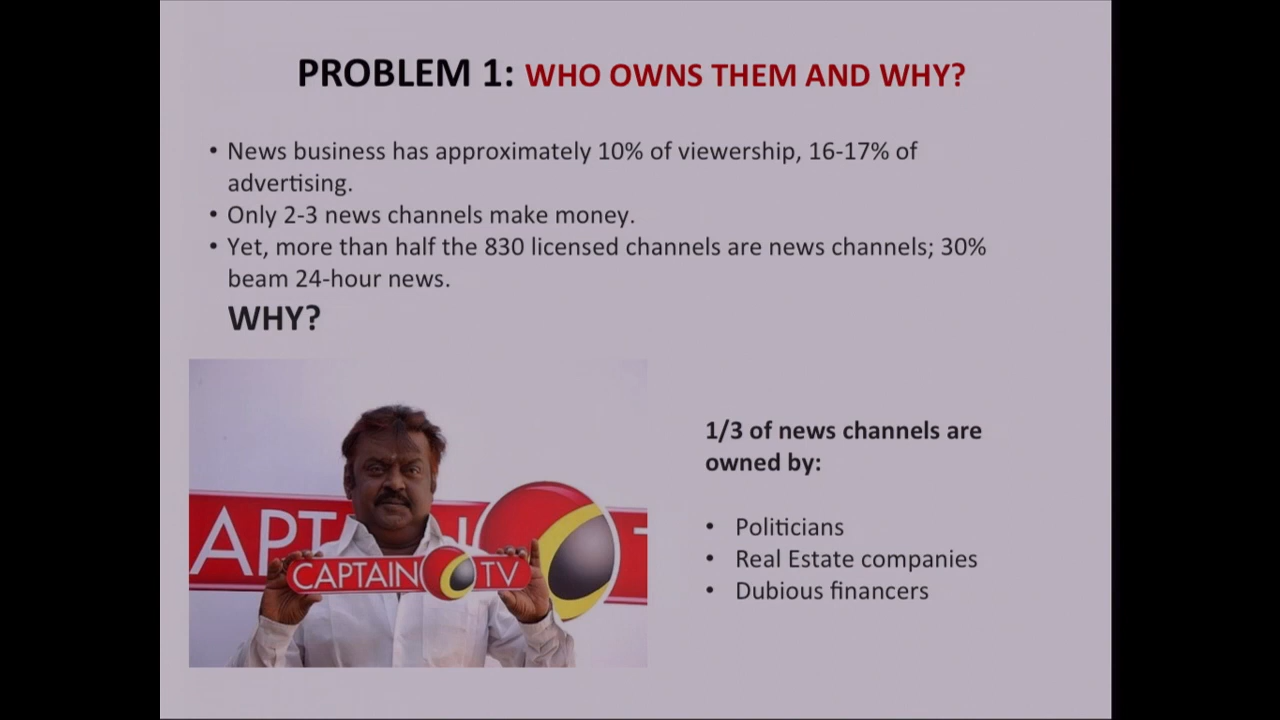 PROBLEM 1: WHO OWNS THEM AND WHY?
• News business has approximately 10% of viewership, 16-17% of
advertising.
• Only 2-3 news channels make money.
• Yet, more than half the 830 licensed channels are news channels; 30%
beam 24-hour news.
WHY?
1/3 of news channels are
owned by:
• Politicians
• Real Estate companies
• Dubious financers
APTAIN T
CAPTAIN TV